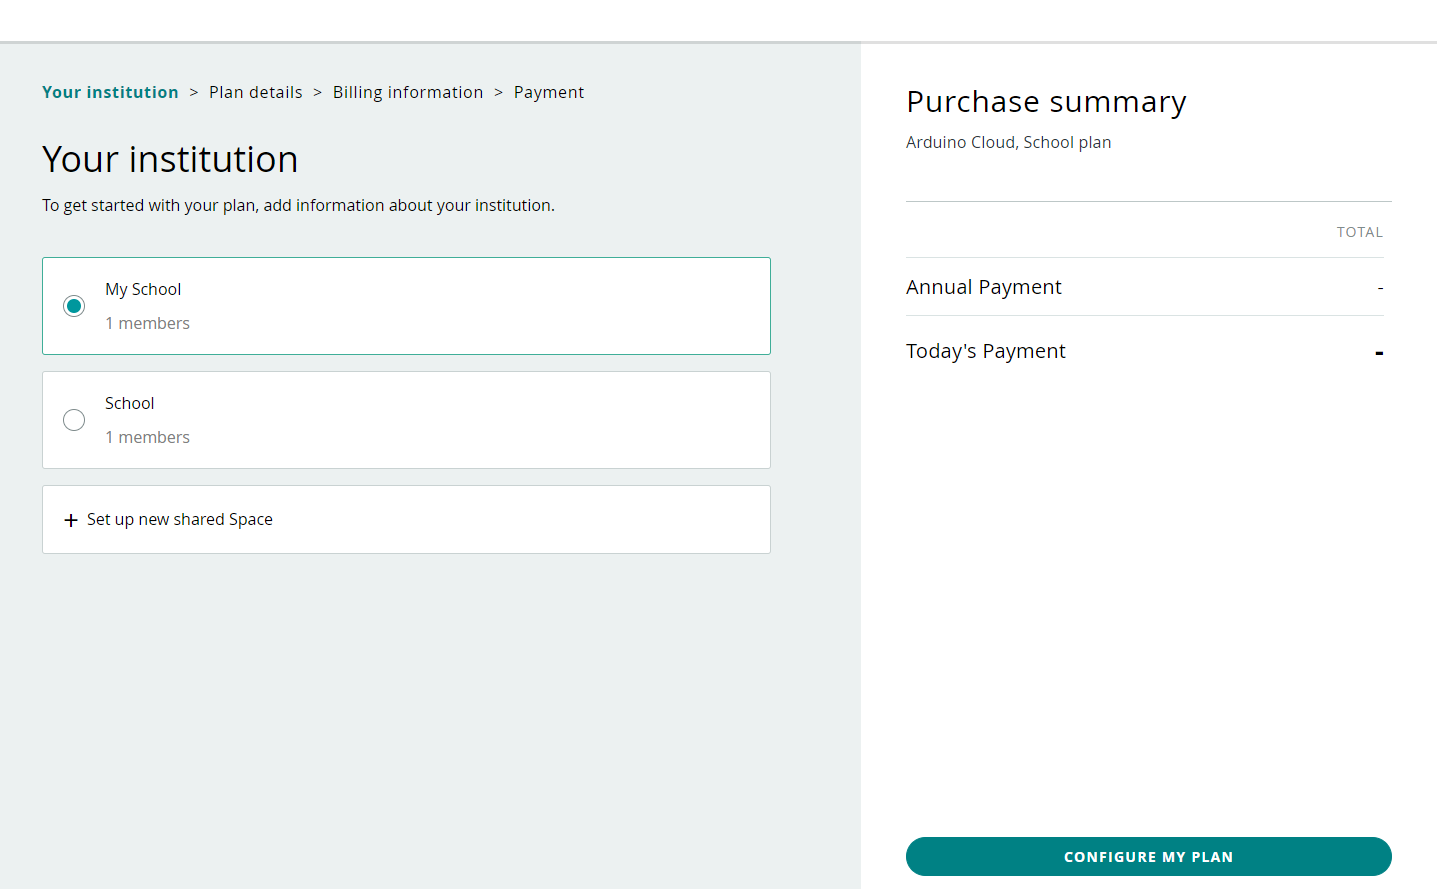 Your institution > Plan details > Billing information > Payment
Your institution
To get started with your plan, add information about your institution.
My School
1 members
School
1 members
+ Set up new shared Space
Purchase summary
Arduino Cloud, School plan
TOTAL
Annual Payment -
Today's Payment -
CONFIGURE MY PLAN